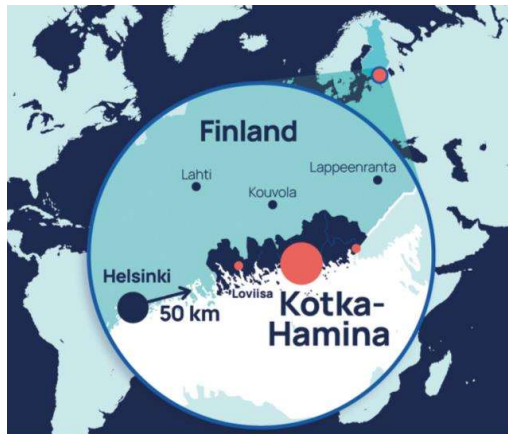 Finland
Lappeenranta
Lahti
Kouvola
Helsinki
50 km
Loviisa
Kotka-
Hamina